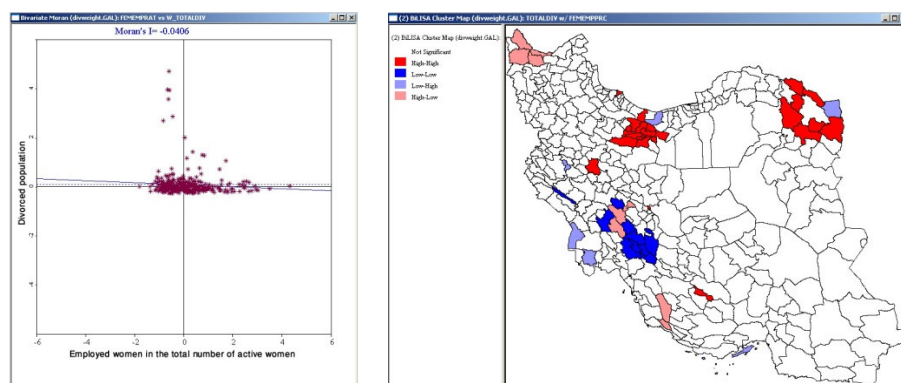 Bivariate Moran (divweight.GAL): FEMEMPRAT vs W_TOTALDIV
Moran's I= -0.0406
Divorced population
4
2
0
-2
-4
-6
-4
-2
0
2
4
6
Employed women in the total number of active women
(2) BiLISA Cluster Map (divweight.GAL): TOTALDIV w/ FEMEMPPRC
(2) BiLISA Cluster Map (divweight.GAL):
Not Significant
High-High
Low-Low
Low-High
High-Low